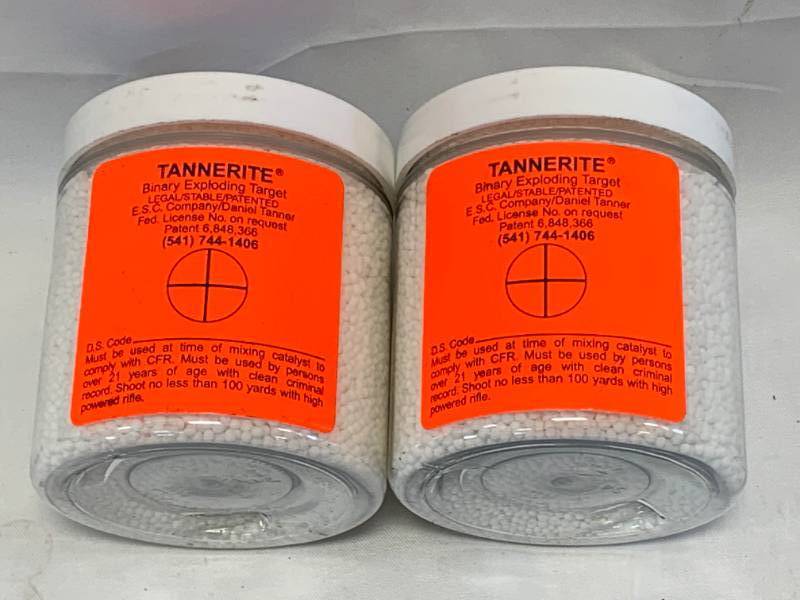 TANNERITE®
Binary Exploding Target
LEGAL/STABLE/PATENTED
E.S.C. Company/Daniel Tanner
Fed. License No. on request
Patent 6,848,366
(541) 744-1406
D.S. Code
Must be used at time of mixing catalyst to
comply with CFR. Must be used by persons
over 21 years of age with clean criminal
record. Shoot no less than 100 yards with high
powered rifle.
TANNERITE®
Binary Exploding Target
LEGAL/STABLE/PATENTED
E.S.C. Company/Daniel Tanner
Fed. License No. on request
Patent 6,848,366
(541) 744-1406
D.S. Code
Must be used at time of mixing catalyst to
comply with CFR. Must be used by persons
over 21 years of age with clean criminal
record. Shoot no less than 100 yards with high
powered rifle.